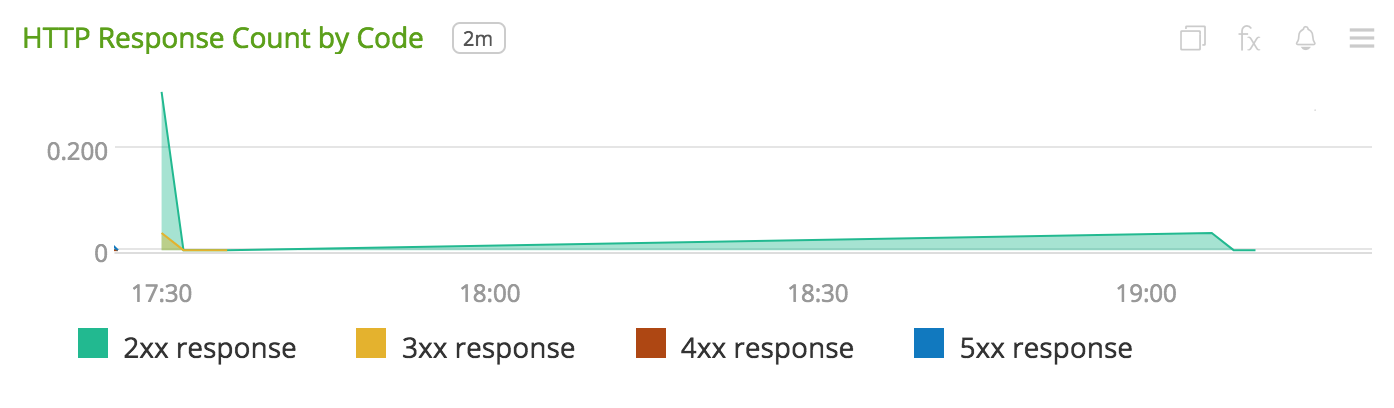 HTTP Response Count by Code 2m fx
0.200
0
17:30 18:00 18:30 19:00
2xx response 3xx response 4xx response 5xx response